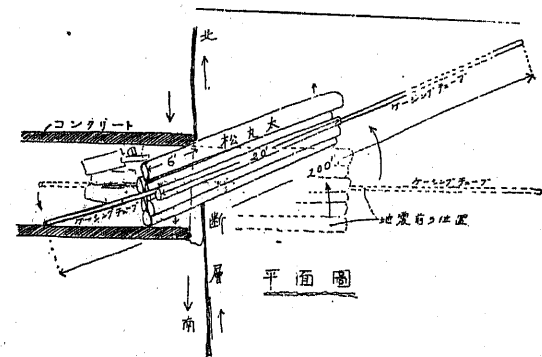 北
コンクリート
松丸太
6'
20'
ケーシングチューブ
200'
ケーシングチューブ
ケーシングチューブ
地震前ノ位置
断層
平面圖
南